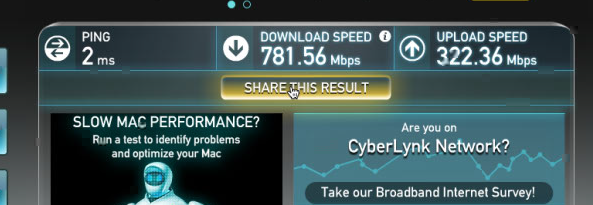 PING
2 ms
DOWNLOAD SPEED
781.56 Mbps
UPLOAD SPEED
322.36 Mbps
SHARE THIS RESULT
SLOW MAC PERFORMANCE?
Run a test to identify problems
and optimize your Mac
Are you on
CyberLynk Network?
Take our Broadband Internet Survey!